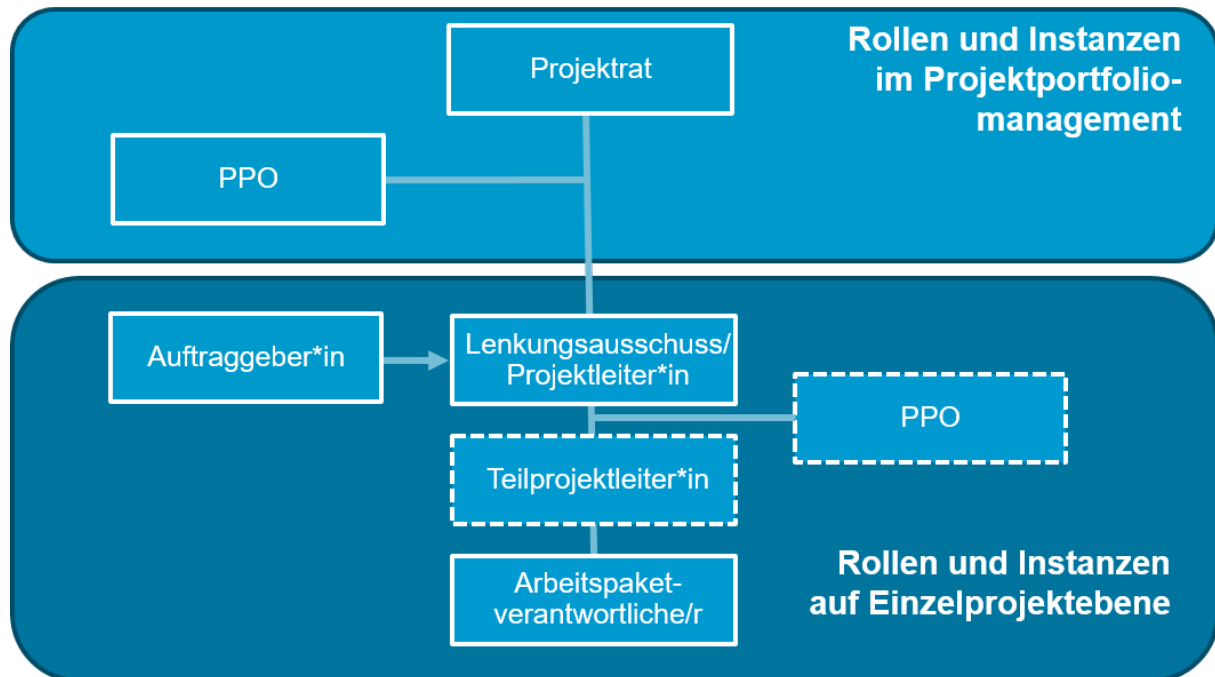 Rollen und Instanzen
im Projektportfolio-
management
Projektrat
PPO
Auftraggeber*in
Lenkungsausschuss/
Projektleiter*in
PPO
Teilprojektleiter*in
Arbeitspaket-
verantwortliche/r
Rollen und Instanzen
auf Einzelprojektebene